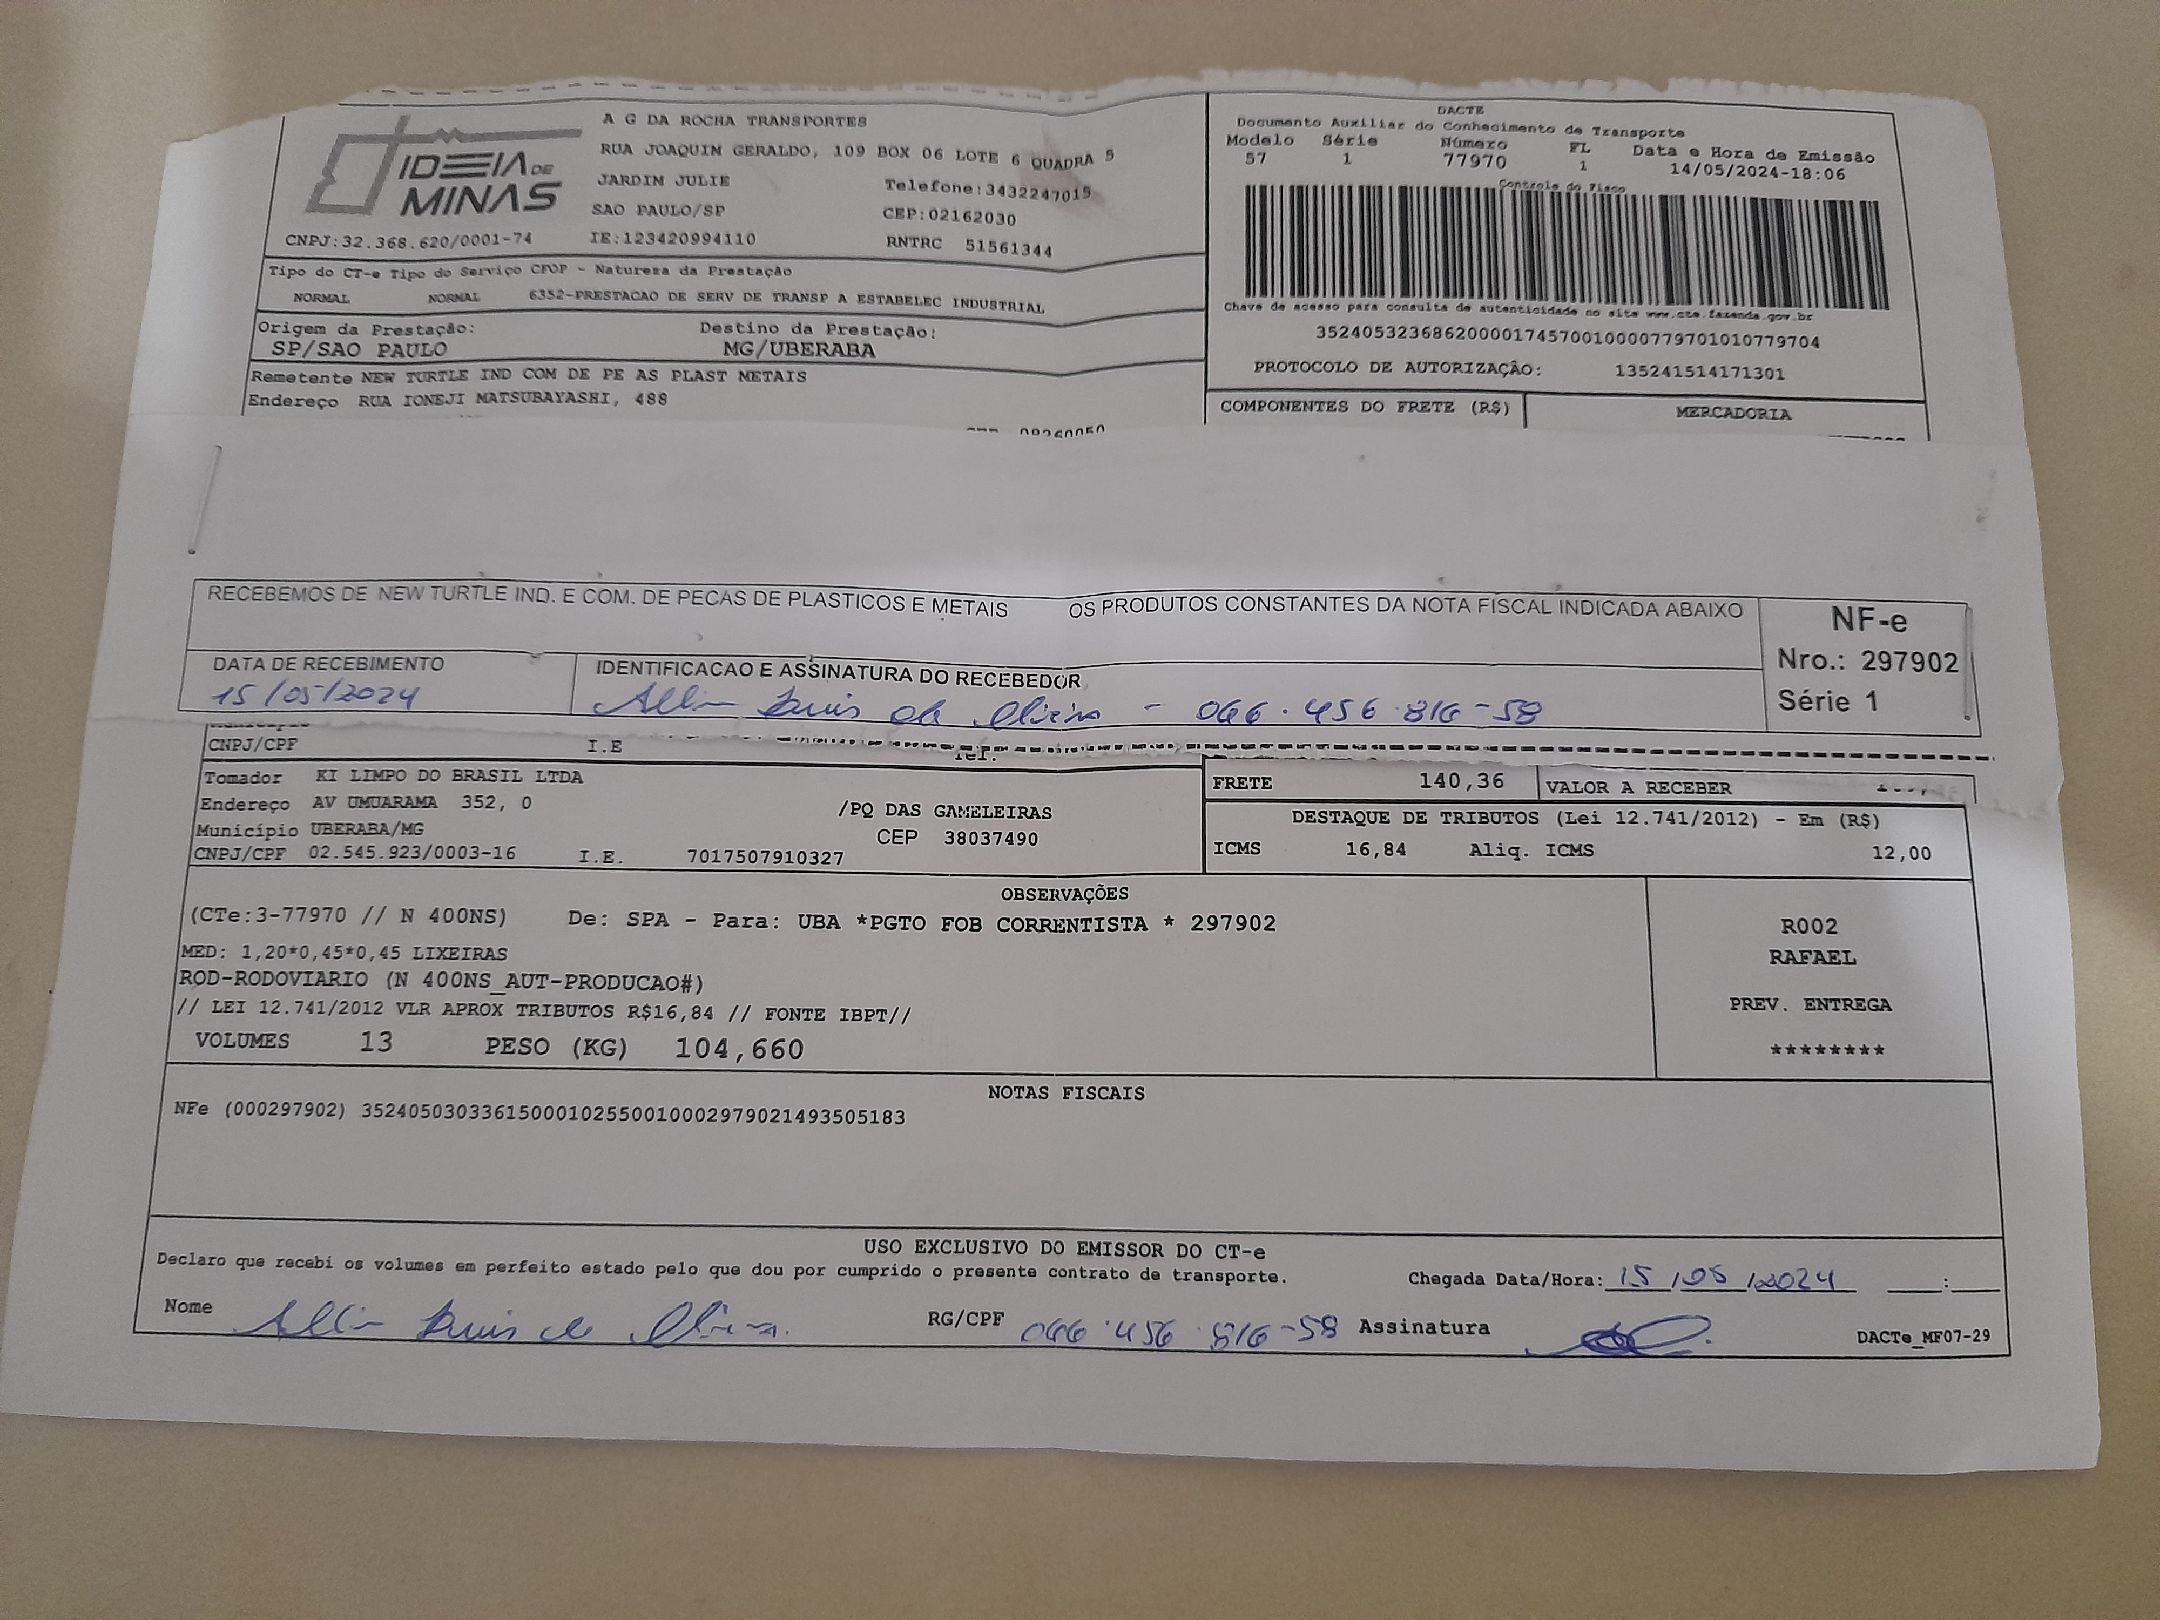 IDEIA DE MINAS
A G DA ROCHA TRANSPORTES
RUA JOAQUIN GERALDO, 109 BOX 06 LOTE 6 QUADRA 5
JARDIN JULIE Telefone:3432247015
SAO PAULO/SP CEP:02162030
CNPJ:32.368.620/0001-74 IE:123420994110 RNTRC 51561344
Tipo do CT-e Tipo do Serviço CFOP - Natureza da Prestação
NORMAL NORMAL 6352-PRESTACAO DE SERV DE TRANSP A ESTABELEC INDUSTRIAL
Origem da Prestação: Destino da Prestação:
SP/SAO PAULO MG/UBERABA
Remetente NEW TURTLE IND COM DE PE AS PLAST METAIS
Endereço RUA IONEJI MATSUBAYASHI, 488
DACTE
Documento Auxiliar do Conhecimento de Transporte
Modelo Série Número FL Data e Hora de Emissão
57 1 77970 1 14/05/2024-18:06
Controle do Fisco
Chave de acesso para consulta de autenticidade no site www.cte.fazenda.gov.br
35240532368620000174570010000779701010779704
PROTOCOLO DE AUTORIZAÇÃO: 135241514171301
COMPONENTES DO FRETE (R$) MERCADORIA
RECEBEMOS DE NEW TURTLE IND. E COM. DE PECAS DE PLASTICOS E METAIS OS PRODUTOS CONSTANTES DA NOTA FISCAL INDICADA ABAIXO
NF-e
Nro.: 297902
Série 1
DATA DE RECEBIMENTO IDENTIFICACAO E ASSINATURA DO RECEBEDOR
15/05/2024 Luis de Oliveira - 066.456.816-58
CNPJ/CPF I.E
Tomador KI LIMPO DO BRASIL LTDA
Endereço AV UMUARAMA 352, 0 /PQ DAS GAMELEIRAS
Município UBERABA/MG CEP 38037490
CNPJ/CPF 02.545.923/0003-16 I.E. 7017507910327
FRETE 140,36 VALOR A RECEBER
DESTAQUE DE TRIBUTOS (Lei 12.741/2012) - Em (R$)
ICMS 16,84 Aliq. ICMS 12,00
OBSERVAÇÕES
(CTe:3-77970 // N 400NS) De: SPA - Para: UBA *PGTO FOB CORRENTISTA * 297902
MED: 1,20*0,45*0,45 LIXEIRAS
ROD-RODOVIARIO (N 400NS_AUT-PRODUCAO#)
// LEI 12.741/2012 VLR APROX TRIBUTOS R$16,84 // FONTE IBPT//
VOLUMES 13 PESO (KG) 104,660
R002
RAFAEL
PREV. ENTREGA
********
NOTAS FISCAIS
NFe (000297902) 35240503033615000102550010002979021493505183
USO EXCLUSIVO DO EMISSOR DO CT-e
Declaro que recebi os volumes em perfeito estado pelo que dou por cumprido o presente contrato de transporte. Chegada Data/Hora: 15/05/2024 :
Nome Luis de Oliveira. RG/CPF 066.456.816-58 Assinatura
DACTe_MF07-29